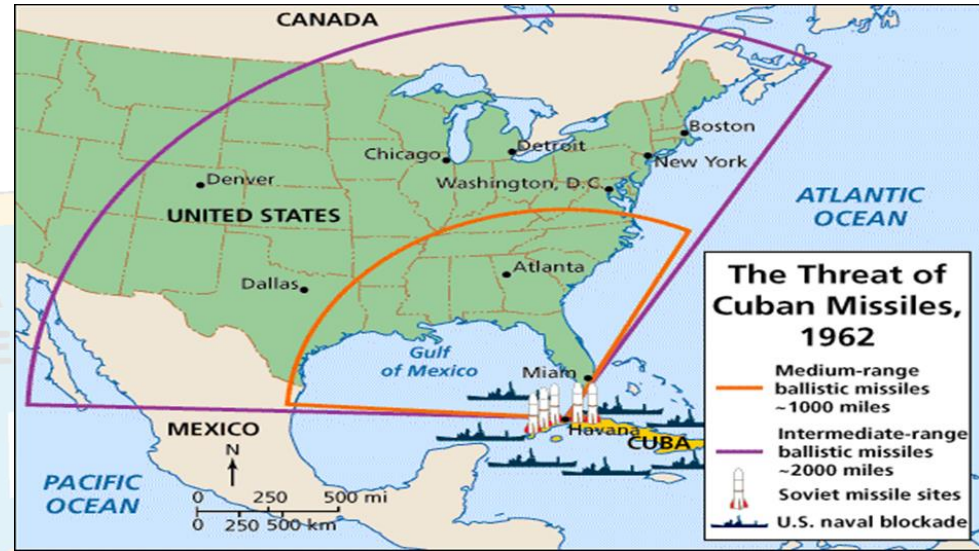 CANADA
Boston
Detroit
Chicago
New York
Denver
Washington, D.C.
UNITED STATES
ATLANTIC
OCEAN
Atlanta
Dallas
Gulf
of Mexico
Miam
Havana
CUBA
MEXICO
N
PACIFIC
OCEAN
0 250 500 mi
0 250 500 km
The Threat of
Cuban Missiles,
1962
Medium-range
ballistic missiles
~1000 miles
Intermediate-range
ballistic missiles
~2000 miles
Soviet missile sites
U.S. naval blockade